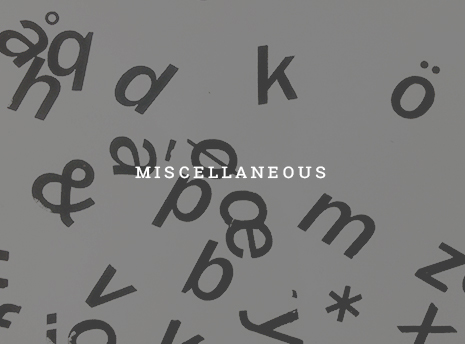 å q
h d k ö
MISCELLANEOUS
&
p œ m
b z
v * x
y